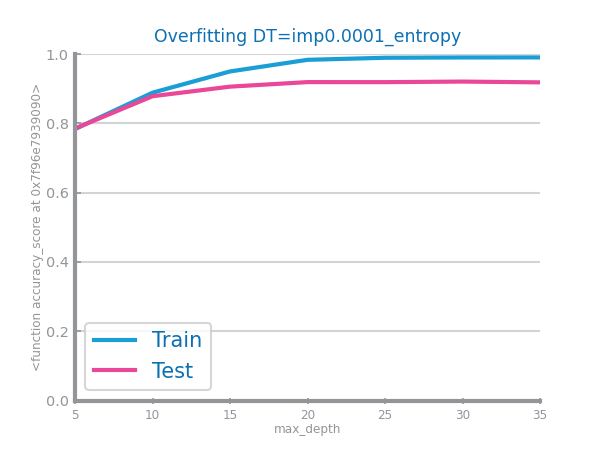 Overfitting DT=imp0.0001_entropy
<function accuracy_score at 0x7f96e7939090>
1.0
0.8
0.6
0.4
0.2
0.0
Train
Test
5 10 15 20 25 30 35
max_depth